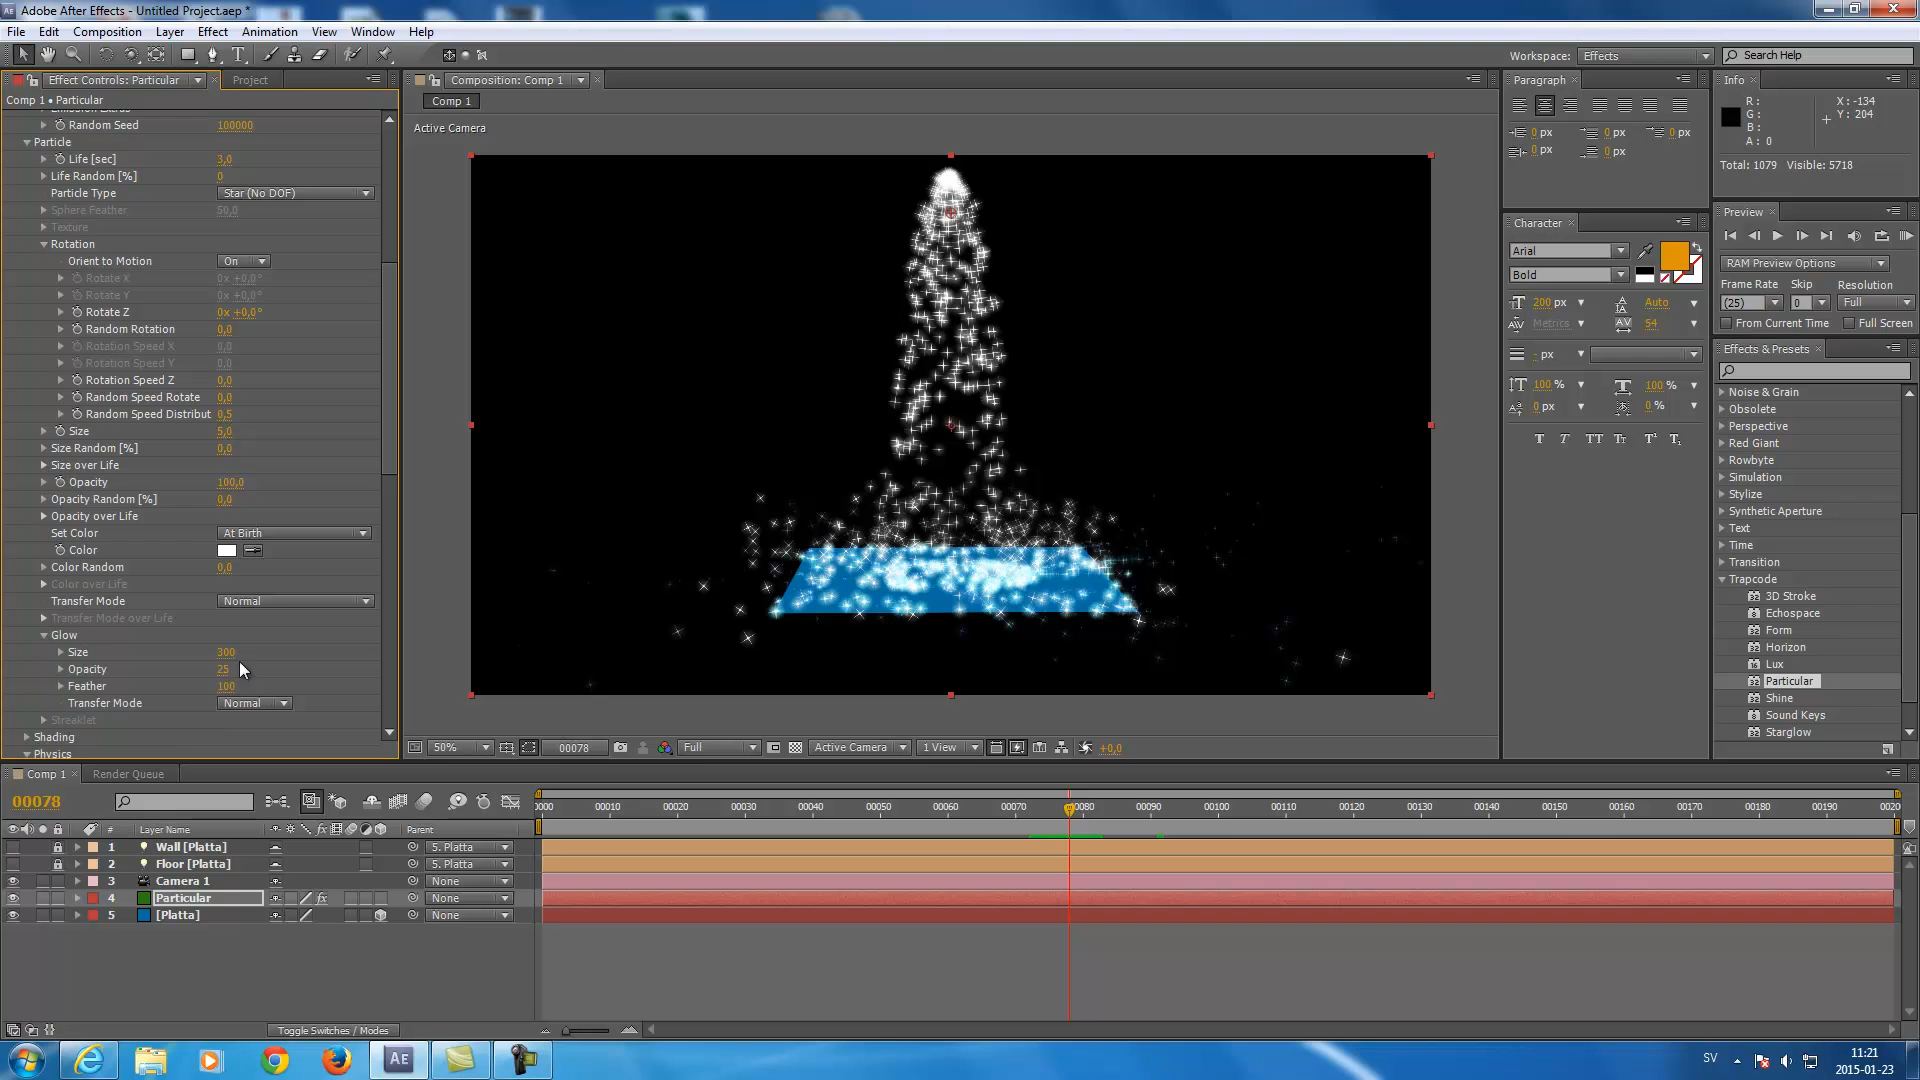 Adobe After Effects - Untitled Project.aep *
File Edit Composition Layer Effect Animation View Window Help
Workspace: Effects Search Help
Effect Controls: Particular Project
Comp 1 • Particular
Emission Extras
Random Seed 100000
Particle
Life [sec] 3,0
Life Random [%] 0
Particle Type Star (No DOF)
Sphere Feather 50,0
Texture
Rotation
Orient to Motion On
Rotate X 0x +0,0°
Rotate Y 0x +0,0°
Rotate Z 0x +0,0°
Random Rotation 0,0
Rotation Speed X 0,0
Rotation Speed Y 0,0
Rotation Speed Z 0,0
Random Speed Rotate 0,0
Random Speed Distribut 0,5
Size 5,0
Size Random [%] 0,0
Size over Life
Opacity 100,0
Opacity Random [%] 0,0
Opacity over Life
Set Color At Birth
Color
Color Random 0,0
Color over Life
Transfer Mode Normal
Transfer Mode over Life
Glow
Size 300
Opacity 25
Feather 100
Transfer Mode Normal
Streaklet
Shading
Physics
Composition: Comp 1
Comp 1
Active Camera
50% 00078 Full Active Camera 1 View +0,0
Paragraph
0 px 0 px 0 px
0 px 0 px
Character
Arial
Bold
200 px Auto
Metrics 54
- px
100 % 100 %
0 px 0 %
T T TT Tt T¹ T₁
Info
R: X: -134
G: Y: 204
B:
A: 0
Total: 1079 Visible: 5718
Preview
RAM Preview Options
Frame Rate Skip Resolution
(25) 0 Full
From Current Time Full Screen
Effects & Presets
Noise & Grain
Obsolete
Perspective
Red Giant
Rowbyte
Simulation
Stylize
Synthetic Aperture
Text
Time
Transition
Trapcode
3D Stroke
Echospace
Form
Horizon
Lux
Particular
Shine
Sound Keys
Starglow
Comp 1 Render Queue
00078
0000 00010 00020 00030 00040 00050 00060 00070 00080 00090 00100 00110 00120 00130 00140 00150 00160 00170 00180 00190 0020
# Layer Name Parent
1 Wall [Platta] 5. Platta
2 Floor [Platta] 5. Platta
3 Camera 1 None
4 Particular None
5 [Platta] None
Toggle Switches / Modes
SV 11:21
2015-01-23